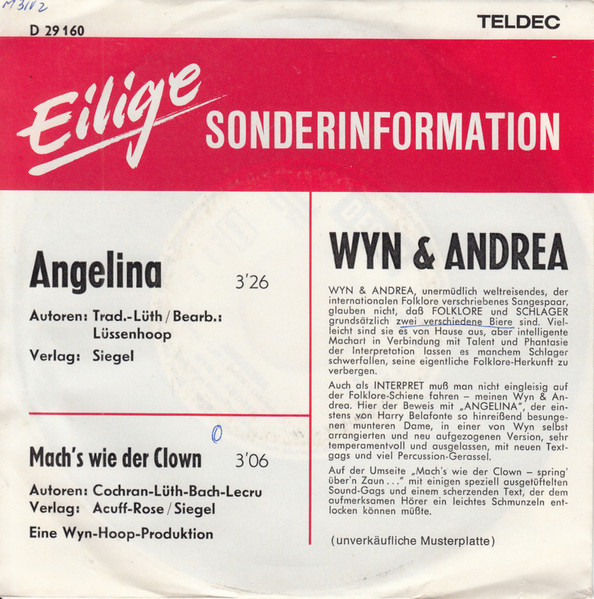 M 3112
D 29 160
TELDEC
Eilige SONDERINFORMATION
Angelina 3'26
Autoren: Trad.-Lüth / Bearb.:
Lüssenhoop
Verlag: Siegel
Mach's wie der Clown 3'06
Autoren: Cochran-Lüth-Bach-Lecru
Verlag: Acuff-Rose / Siegel
Eine Wyn-Hoop-Produktion
WYN & ANDREA
WYN & ANDREA, unermüdlich weltreisendes, der
internationalen Folklore verschriebenes Sangespaar,
glauben nicht, daß FOLKLORE und SCHLAGER
grundsätzlich zwei verschiedene Biere sind. Viel-
leicht sind sie es von Hause aus, aber intelligente
Machart in Verbindung mit Talent und Phantasie
der Interpretation lassen es manchem Schlager
schwerfallen, seine eigentliche Folklore-Herkunft zu
verbergen.
Auch als INTERPRET muß man nicht eingleisig auf
der Folklore-Schiene fahren – meinen Wyn & An-
drea. Hier der Beweis mit „ANGELINA", der ein-
stens von Harry Belafonte so hinreißend besunge-
nen munteren Dame, in einer von Wyn selbst
arrangierten und neu aufgezogenen Version, sehr
temperamentvoll und ausgelassen, mit neuen Text-
gags und viel Percussion-Gerassel.
Auf der Umseite „Mach's wie der Clown – spring'
über'n Zaun . . ." mit einigen speziell ausgetüftelten
Sound-Gags und einem scherzenden Text, der dem
aufmerksamen Hörer ein leichtes Schmunzeln ent-
locken können müßte.
(unverkäufliche Musterplatte)